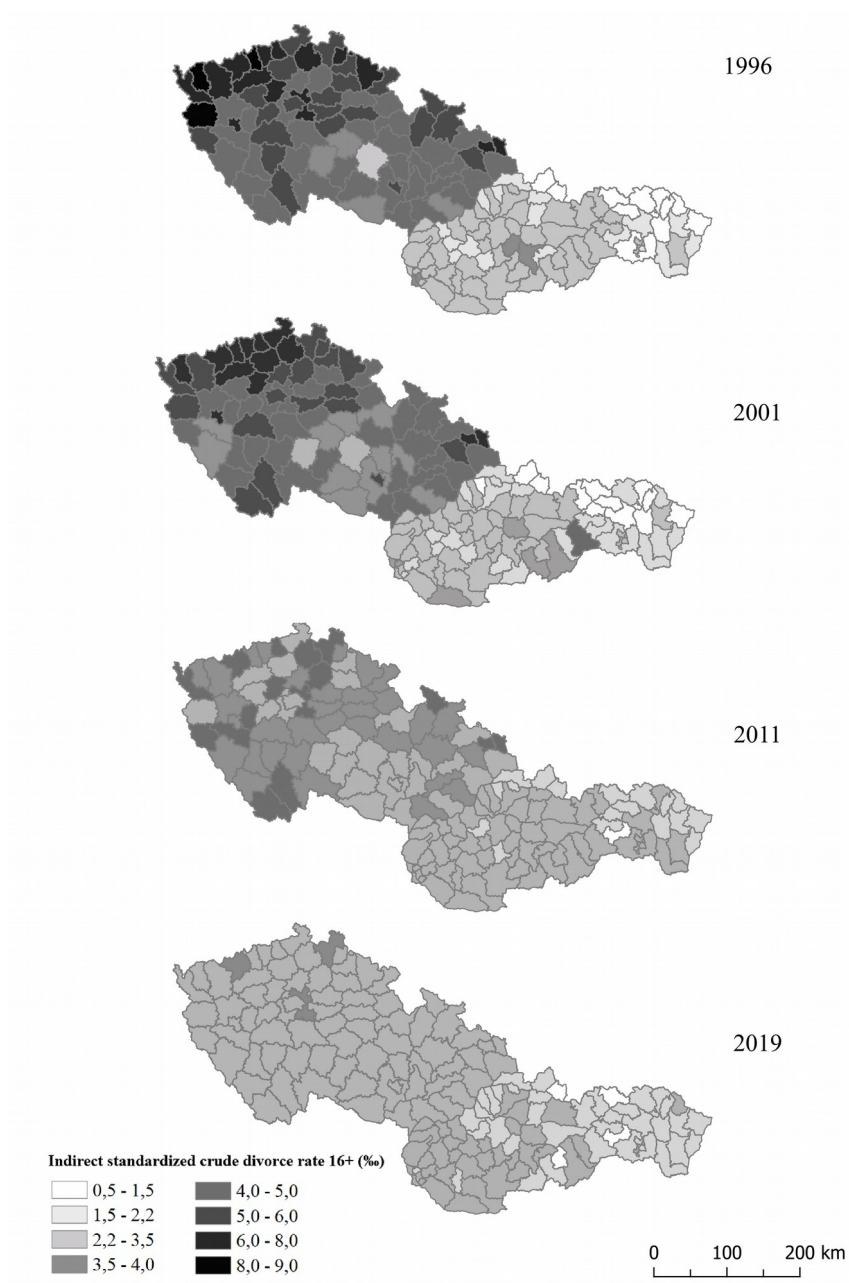 1996
2001
2011
2019
Indirect standardized crude divorce rate 16+ (‰)
0,5 - 1,5
1,5 - 2,2
2,2 - 3,5
3,5 - 4,0
4,0 - 5,0
5,0 - 6,0
6,0 - 8,0
8,0 - 9,0
0 100 200 km